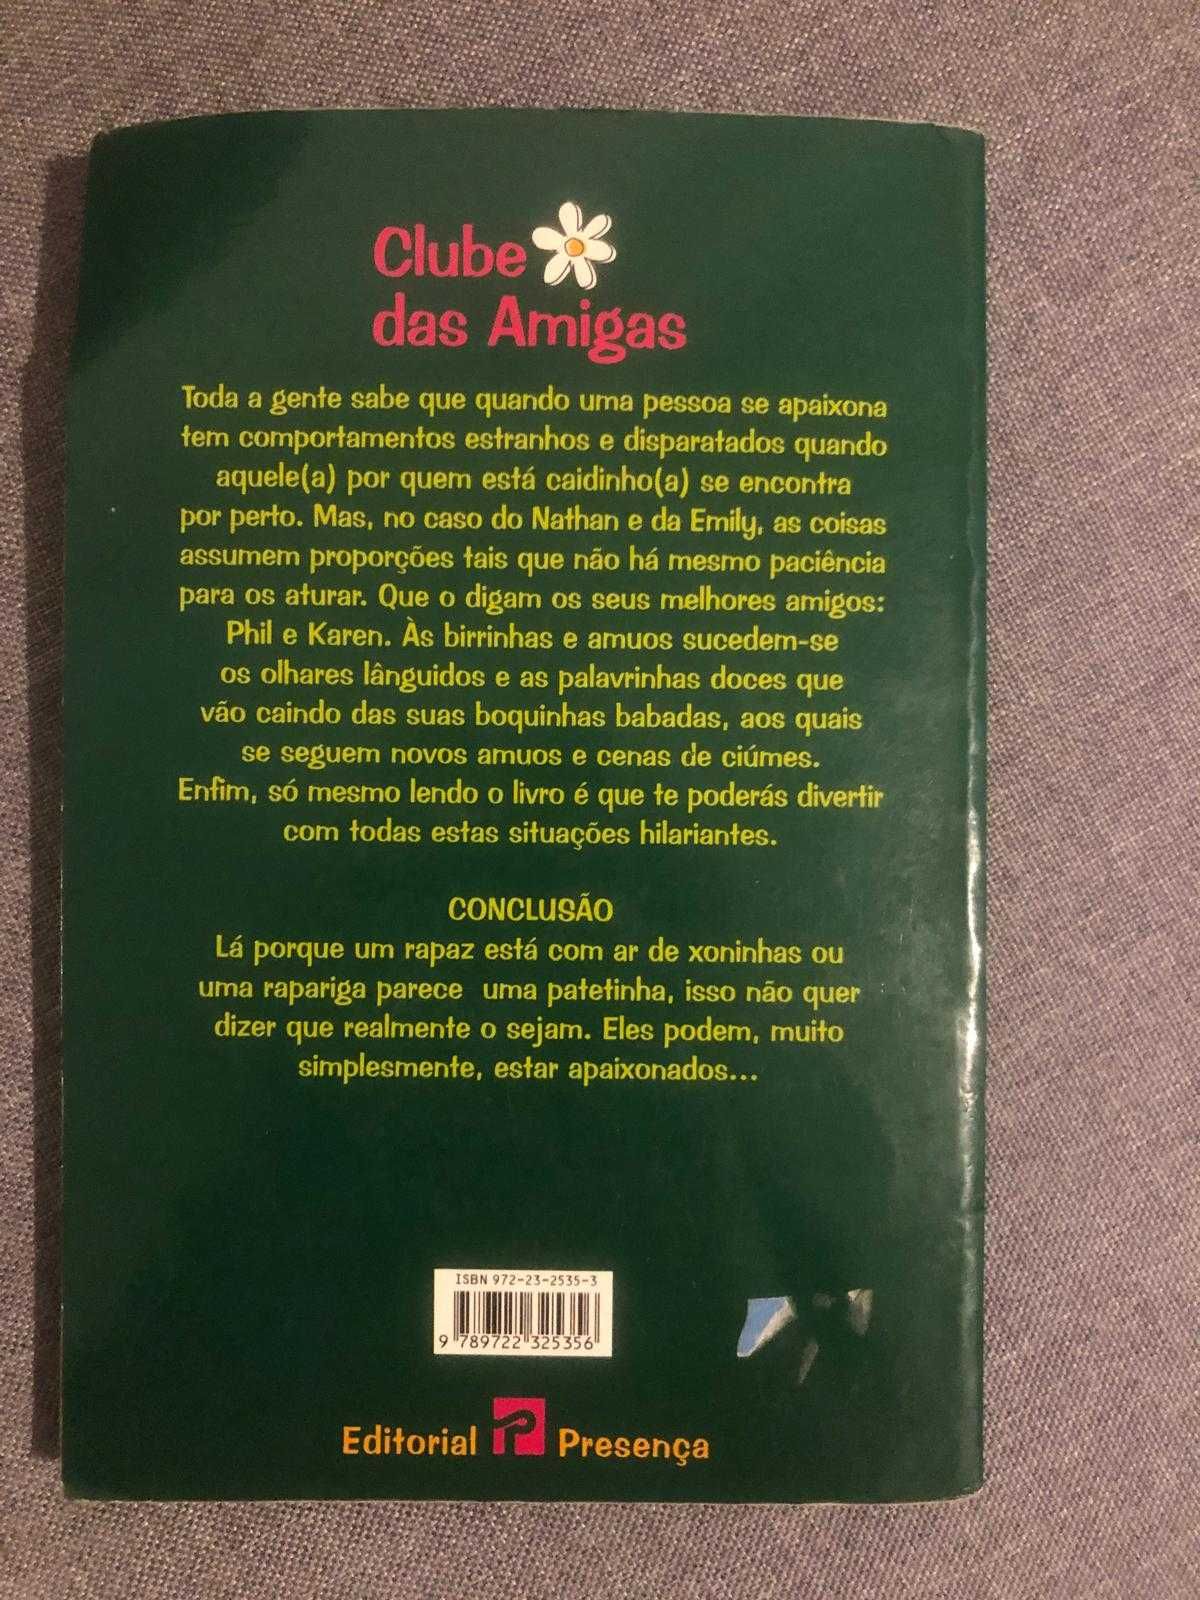 Clube
das Amigas
Toda a gente sabe que quando uma pessoa se apaixona
tem comportamentos estranhos e disparatados quando
aquele(a) por quem está caidinho(a) se encontra
por perto. Mas, no caso do Nathan e da Emily, as coisas
assumem proporções tais que não há mesmo paciência
para os aturar. Que o digam os seus melhores amigos:
Phil e Karen. Às birrinhas e amuos sucedem-se
os olhares lânguidos e as palavrinhas doces que
vão caindo das suas boquinhas babadas, aos quais
se seguem novos amuos e cenas de ciúmes.
Enfim, só mesmo lendo o livro é que te poderás divertir
com todas estas situações hilariantes.
CONCLUSÃO
Lá porque um rapaz está com ar de xoninhas ou
uma rapariga parece uma patetinha, isso não quer
dizer que realmente o sejam. Eles podem, muito
simplesmente, estar apaixonados...
ISBN 972-23-2535-3
9 789722 325356
Editorial P Presença